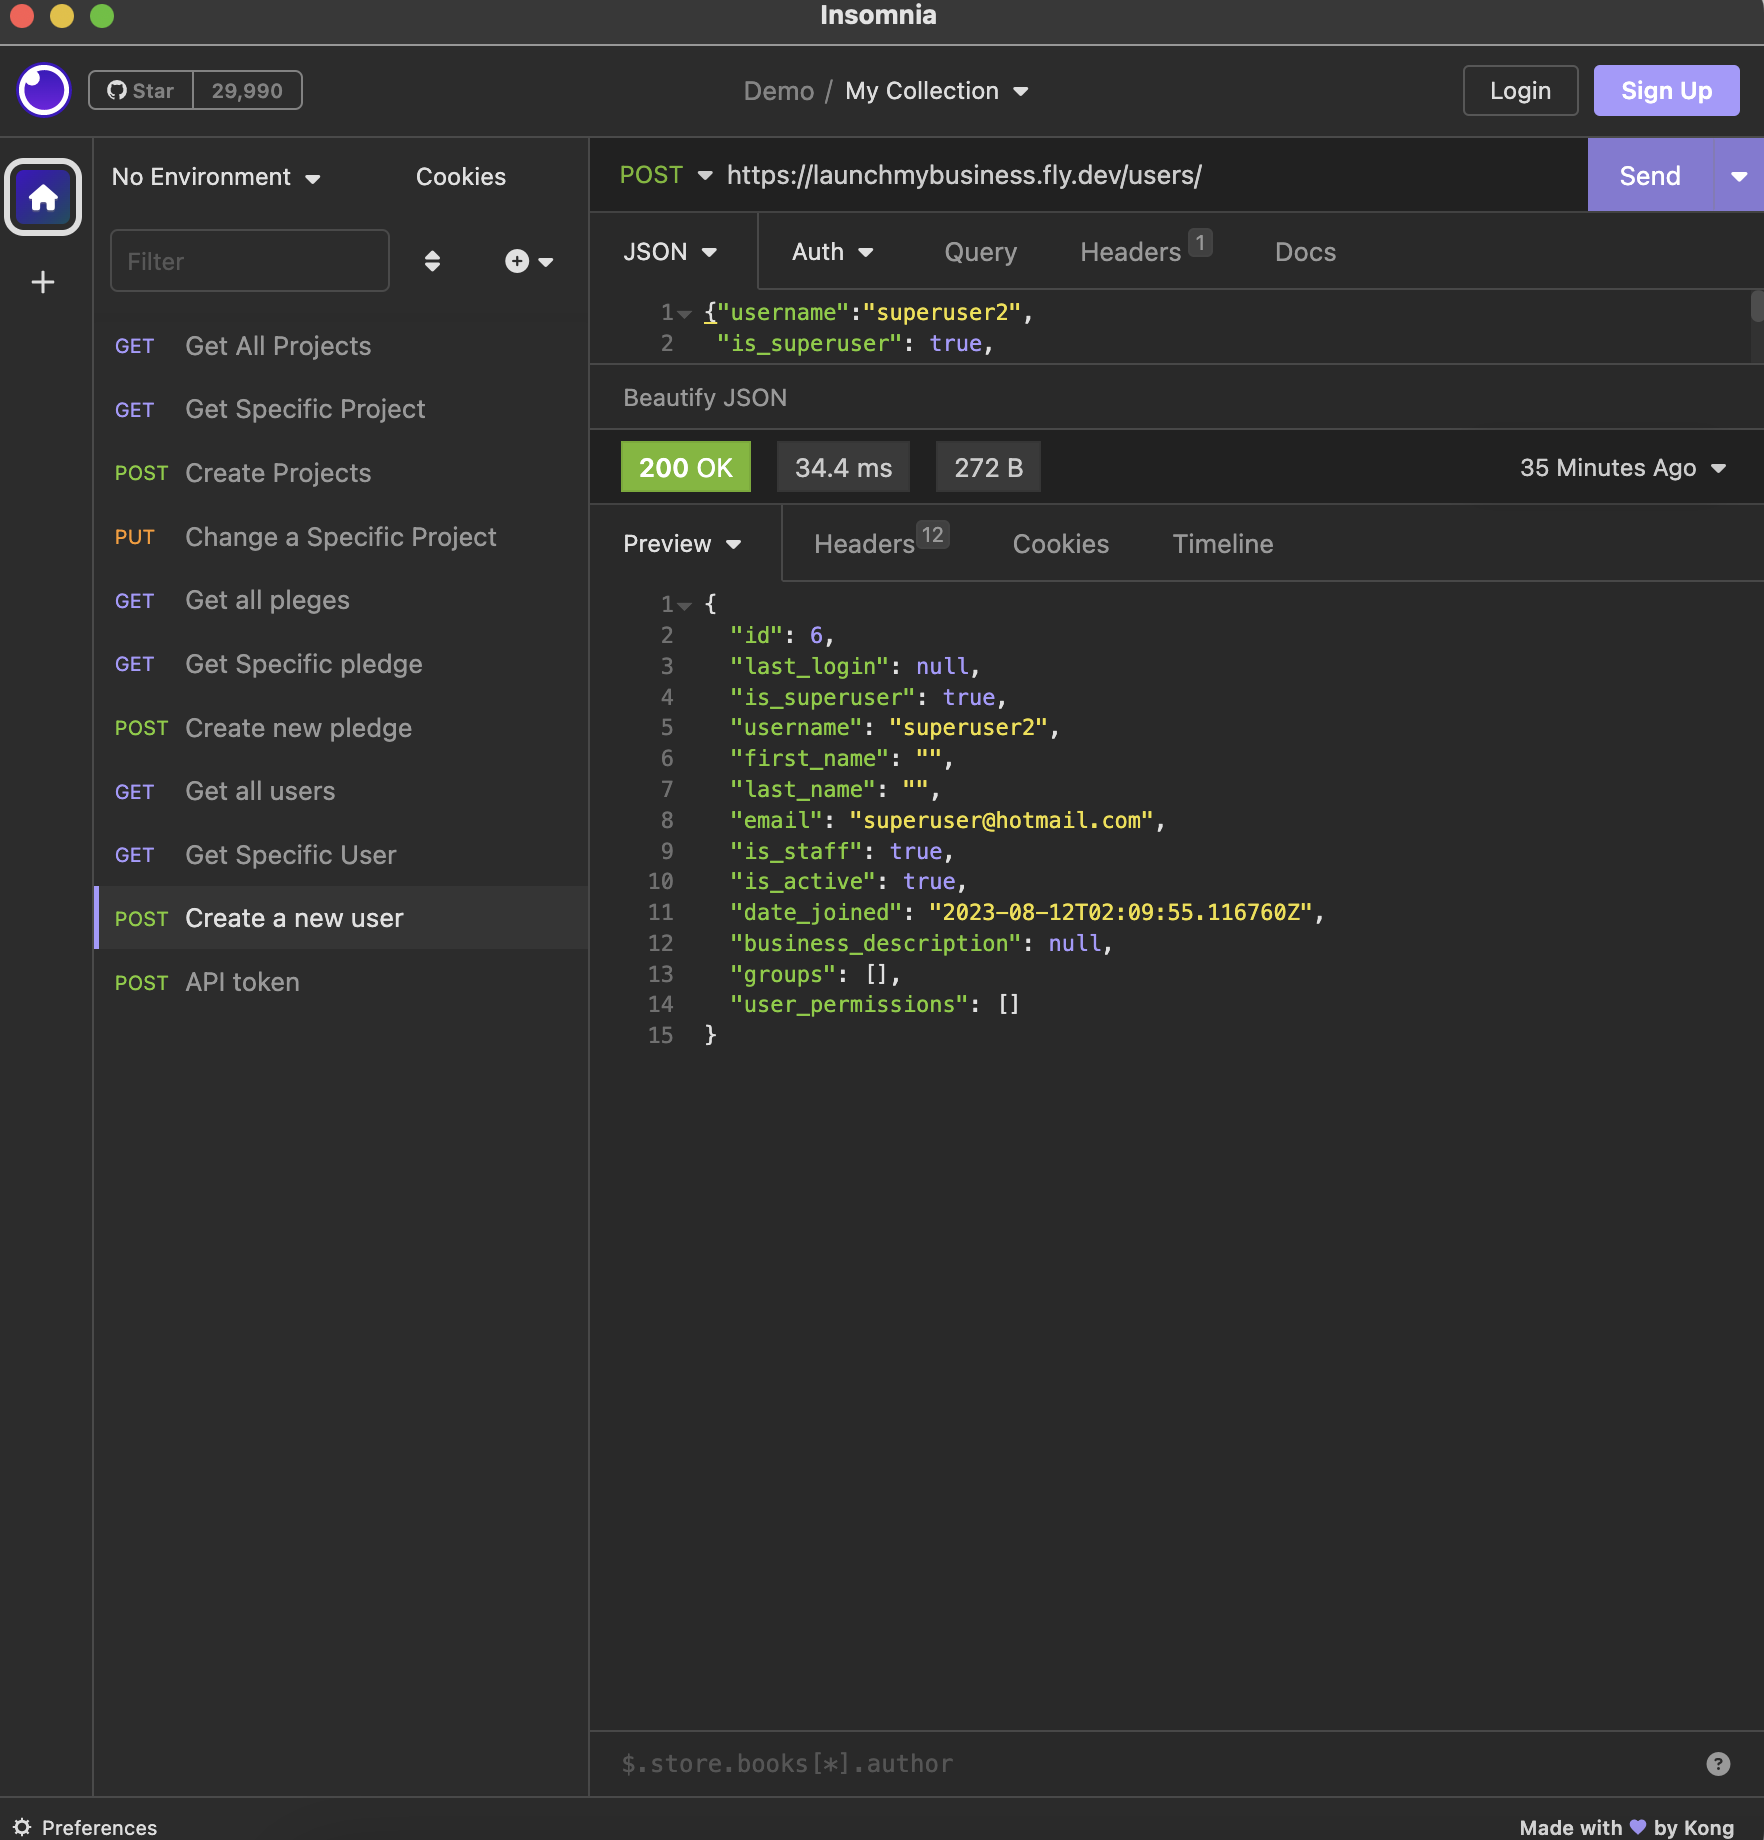 Insomnia
Star 29,990
Demo / My Collection
Login Sign Up
No Environment Cookies
Filter
GET Get All Projects
GET Get Specific Project
POST Create Projects
PUT Change a Specific Project
GET Get all pleges
GET Get Specific pledge
POST Create new pledge
GET Get all users
GET Get Specific User
POST Create a new user
POST API token
POST https://launchmybusiness.fly.dev/users/ Send
JSON Auth Query Headers 1 Docs
1 {"username":"superuser2",
2 "is_superuser": true,
Beautify JSON
200 OK 34.4 ms 272 B 35 Minutes Ago
Preview Headers 12 Cookies Timeline
1 {
2 "id": 6,
3 "last_login": null,
4 "is_superuser": true,
5 "username": "superuser2",
6 "first_name": "",
7 "last_name": "",
8 "email": "superuser@hotmail.com",
9 "is_staff": true,
10 "is_active": true,
11 "date_joined": "2023-08-12T02:09:55.116760Z",
12 "business_description": null,
13 "groups": [],
14 "user_permissions": []
15 }
$.store.books[*].author ?
Preferences
Made with 💜 by Kong